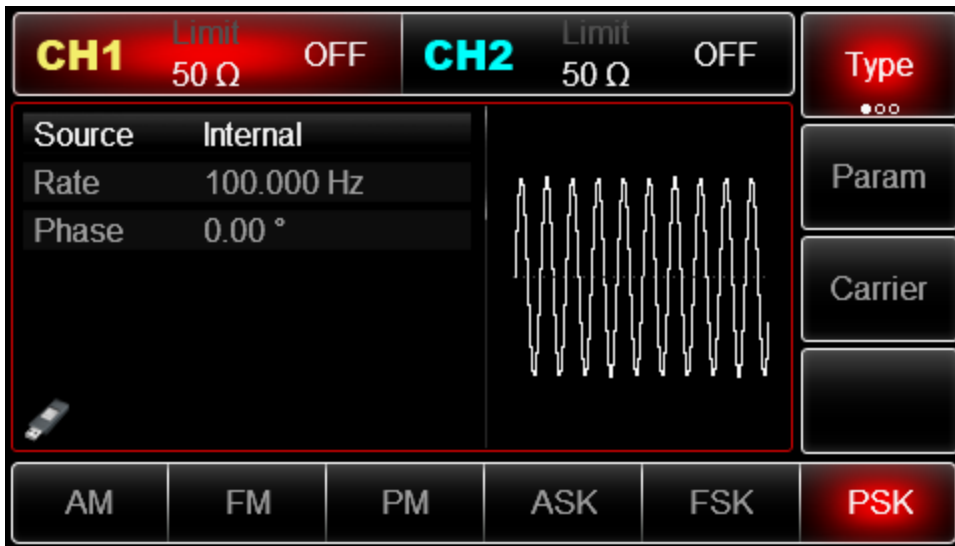 CH1 Limit 50 Ω OFF CH2 Limit 50 Ω OFF Type
Source Internal
Rate 100.000 Hz
Phase 0.00 °
Param
Carrier
AM FM PM ASK FSK PSK